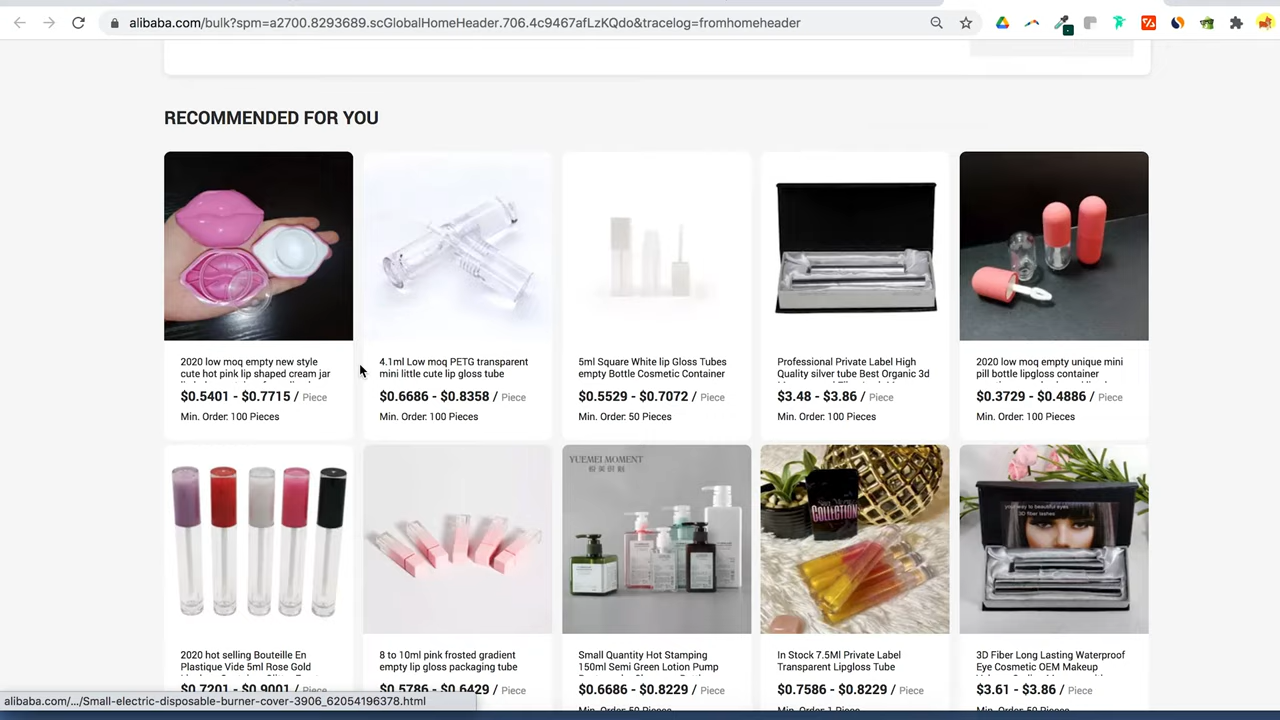 alibaba.com/bulk?spm=a2700.8293689.scGlobalHomeHeader.706.4c9467afLzKQdo&tracelog=fromhomeheader
RECOMMENDED FOR YOU
2020 low moq empty new style
cute hot pink lip shaped cream jar
$0.5401 - $0.7715 / Piece
Min. Order: 100 Pieces
4.1ml Low moq PETG transparent
mini little cute lip gloss tube
$0.6686 - $0.8358 / Piece
Min. Order: 100 Pieces
5ml Square White lip Gloss Tubes
empty Bottle Cosmetic Container
$0.5529 - $0.7072 / Piece
Min. Order: 50 Pieces
Professional Private Label High
Quality silver tube Best Organic 3d
$3.48 - $3.86 / Piece
Min. Order: 100 Pieces
2020 low moq empty unique mini
pill bottle lipgloss container
$0.3729 - $0.4886 / Piece
Min. Order: 100 Pieces
YUEMEI MOMENT
COLLECTION
your way to beautiful eyes
3D fiber lashes
2020 hot selling Bouteille En
Plastique Vide 5ml Rose Gold
$0.7201 - $0.9001 / Piece
8 to 10ml pink frosted gradient
empty lip gloss packaging tube
$0.5786 - $0.6429 / Piece
Small Quantity Hot Stamping
150ml Semi Green Lotion Pump
$0.6686 - $0.8229 / Piece
Min. Order: 50 Pieces
In Stock 7.5Ml Private Label
Transparent Lipgloss Tube
$0.7586 - $0.8229 / Piece
Min. Order: 1 Piece
3D Fiber Long Lasting Waterproof
Eye Cosmetic OEM Makeup
$3.61 - $3.86 / Piece
Min. Order: 50 Pieces
alibaba.com/.../Small-electric-disposable-burner-cover-3906_62054196378.html